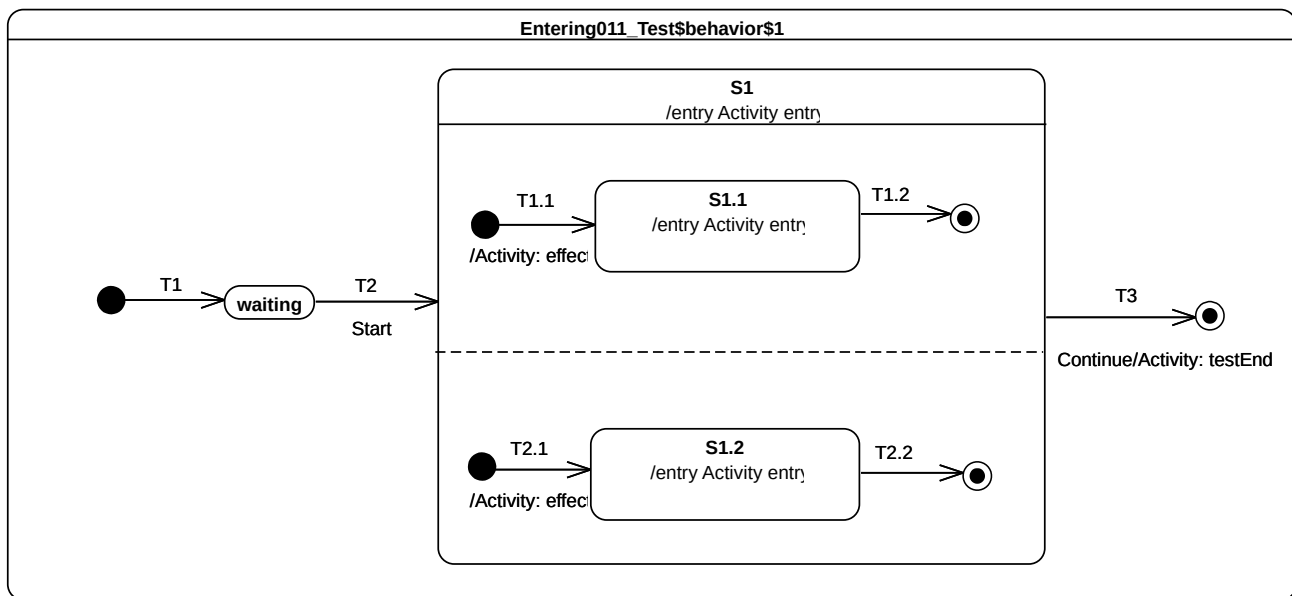 Entering011_Test$behavior$1
S1
/entry Activity entry
T1.1
S1.1
/entry Activity entry
T1.2
/Activity: effect
T1
waiting
T2
Start
T3
Continue/Activity: testEnd
T2.1
S1.2
/entry Activity entry
T2.2
/Activity: effect